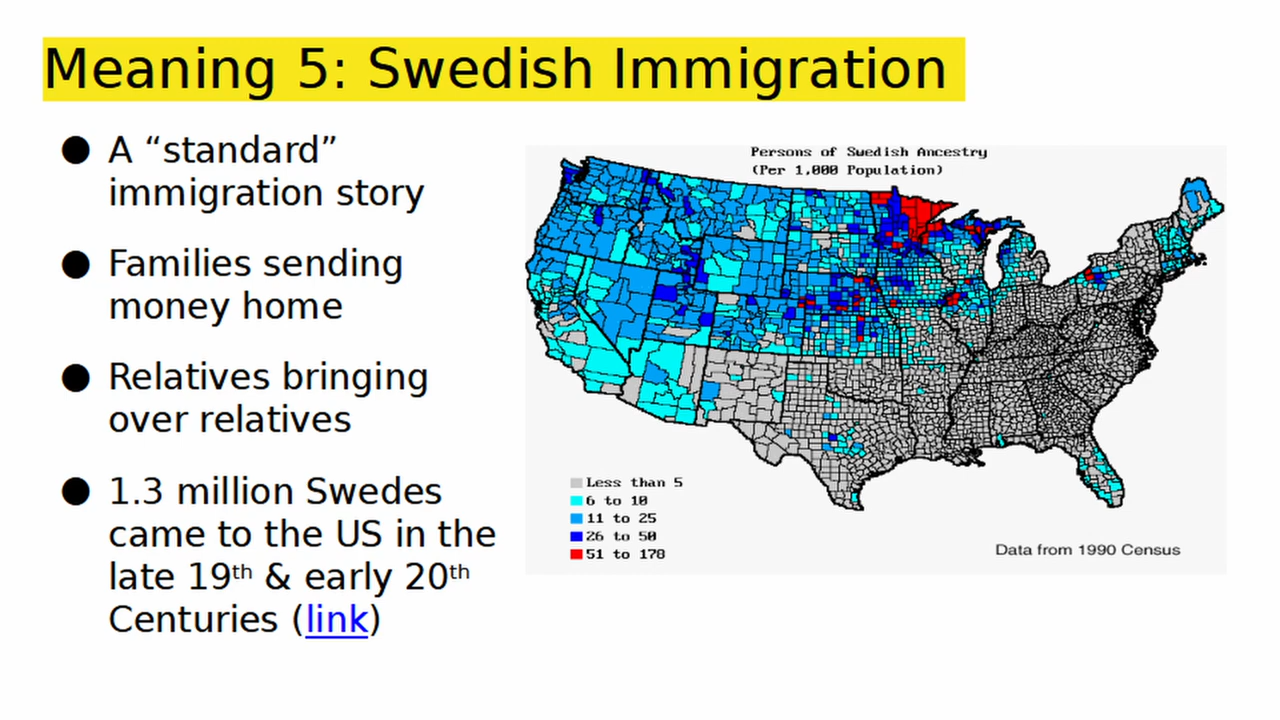 Meaning 5: Swedish Immigration
● A “standard”
immigration story
● Families sending
money home
● Relatives bringing
over relatives
● 1.3 million Swedes
came to the US in the
late 19th & early 20th
Centuries (link)
Persons of Swedish Ancestry
(Per 1,000 Population)
Less than 5
6 to 10
11 to 25
26 to 50
51 to 178
Data from 1990 Census